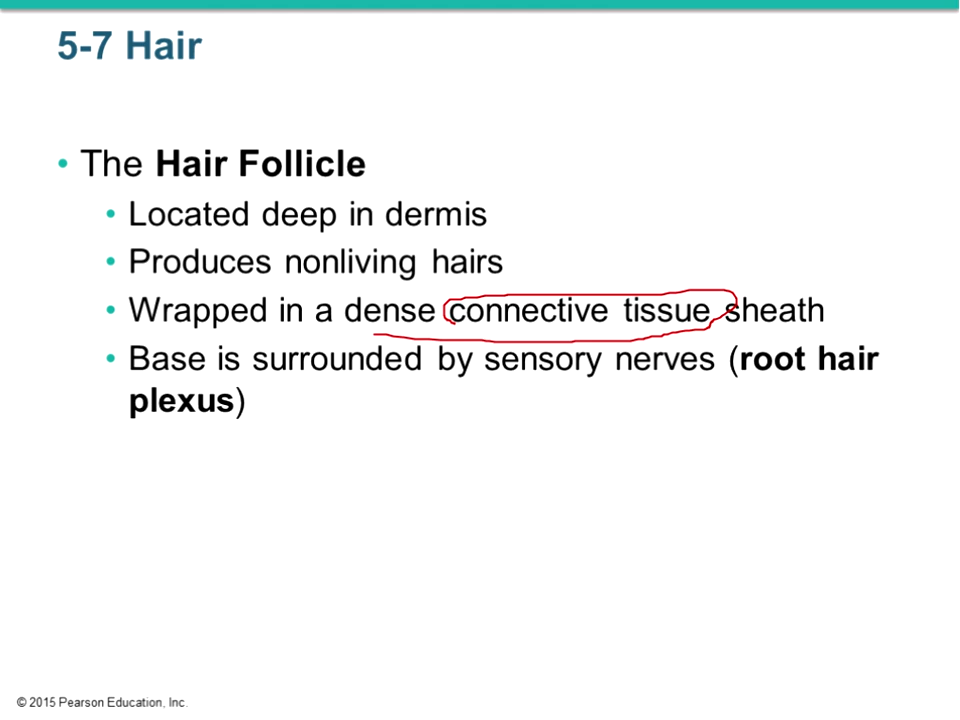 5-7 Hair
• The Hair Follicle
• Located deep in dermis
• Produces nonliving hairs
• Wrapped in a dense connective tissue sheath
• Base is surrounded by sensory nerves (root hair
plexus)
© 2015 Pearson Education, Inc.